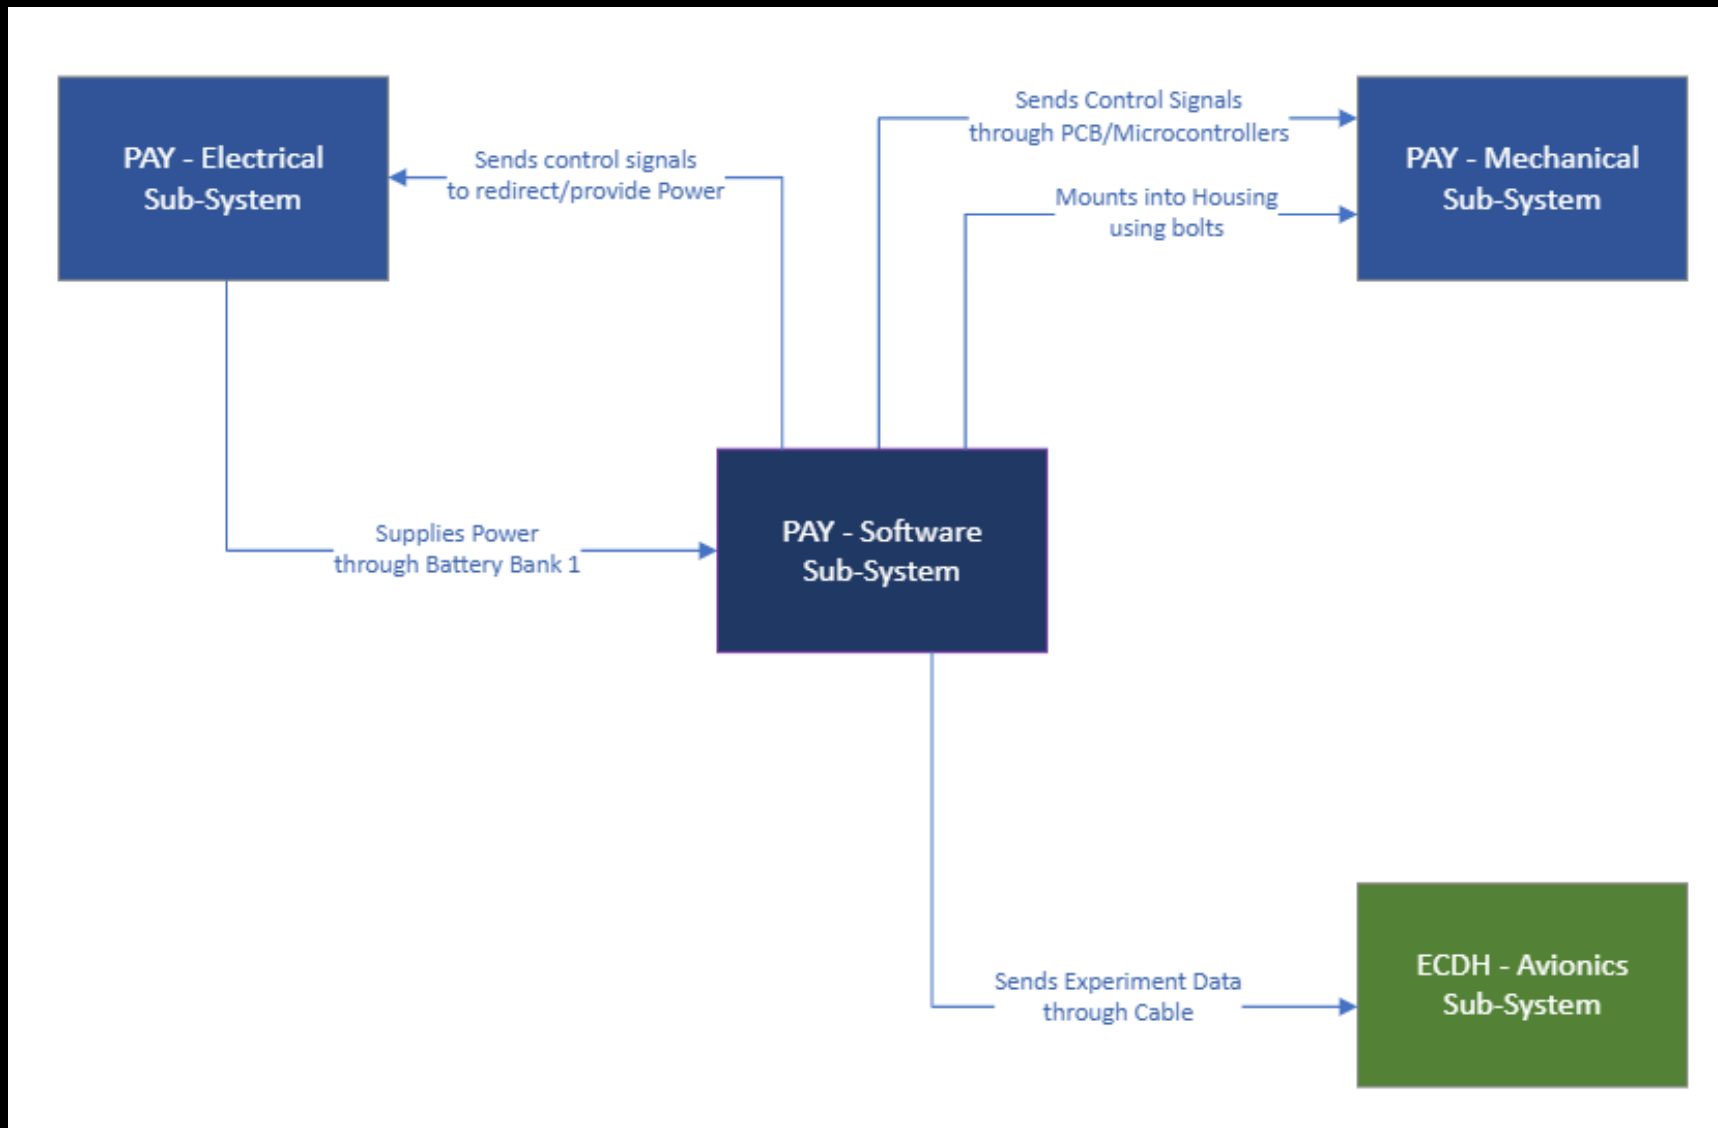 PAY - Electrical
Sub-System
Sends control signals
to redirect/provide Power
Sends Control Signals
through PCB/Microcontrollers
Mounts into Housing
using bolts
PAY - Mechanical
Sub-System
Supplies Power
through Battery Bank 1
PAY - Software
Sub-System
Sends Experiment Data
through Cable
ECDH - Avionics
Sub-System